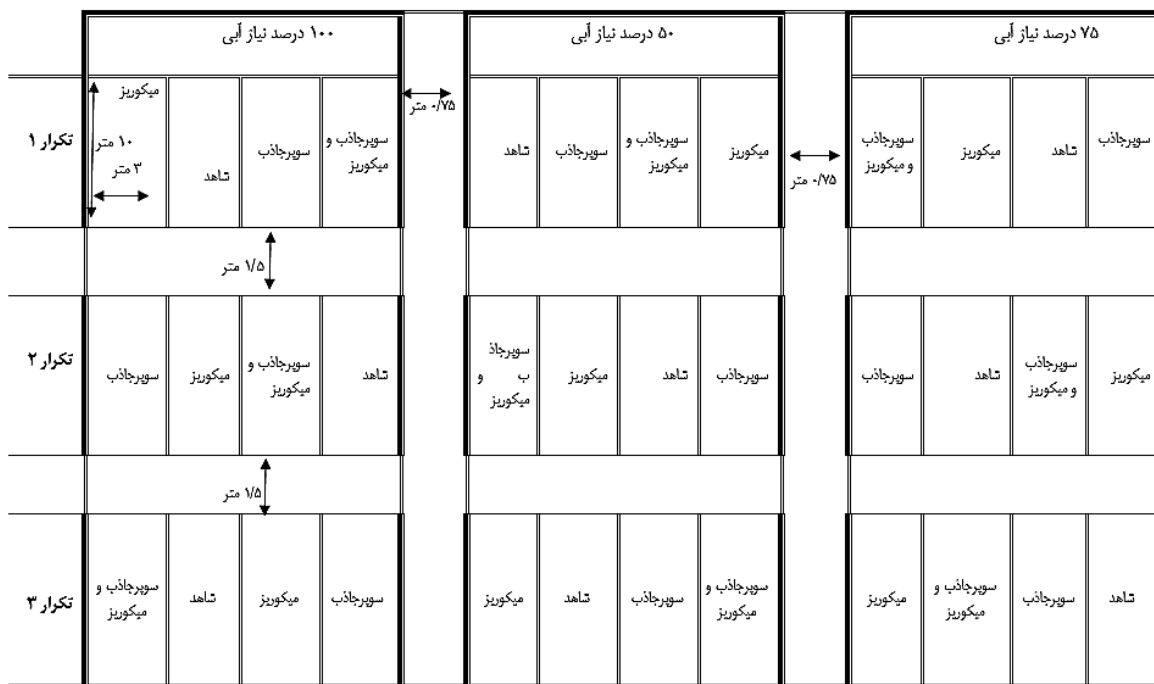 ۱۰۰ درصد نیاز آبی
۵۰ درصد نیاز آبی
۷۵ درصد نیاز آبی
تکرار ۱
میکوریز
۱۰ متر
۳ متر
شاهد
سوپرجاذب
سوپرجاذب و
میکوریز
۰/۷۵ متر
شاهد
سوپرجاذب
سوپرجاذب و
میکوریز
میکوریز
۰/۷۵ متر
سوپرجاذب
و میکوریز
میکوریز
شاهد
سوپرجاذب
۱/۵ متر
تکرار ۲
سوپرجاذب
میکوریز
سوپرجاذب و
میکوریز
شاهد
سوپرجاذ
ب و
میکوریز
میکوریز
شاهد
سوپرجاذب
سوپرجاذب
شاهد
سوپرجاذب
و میکوریز
میکوریز
۱/۵ متر
تکرار ۳
سوپرجاذب و
میکوریز
شاهد
میکوریز
سوپرجاذب
میکوریز
شاهد
سوپرجاذب
سوپرجاذب و
میکوریز
میکوریز
سوپرجاذب و
میکوریز
سوپرجاذب
شاهد